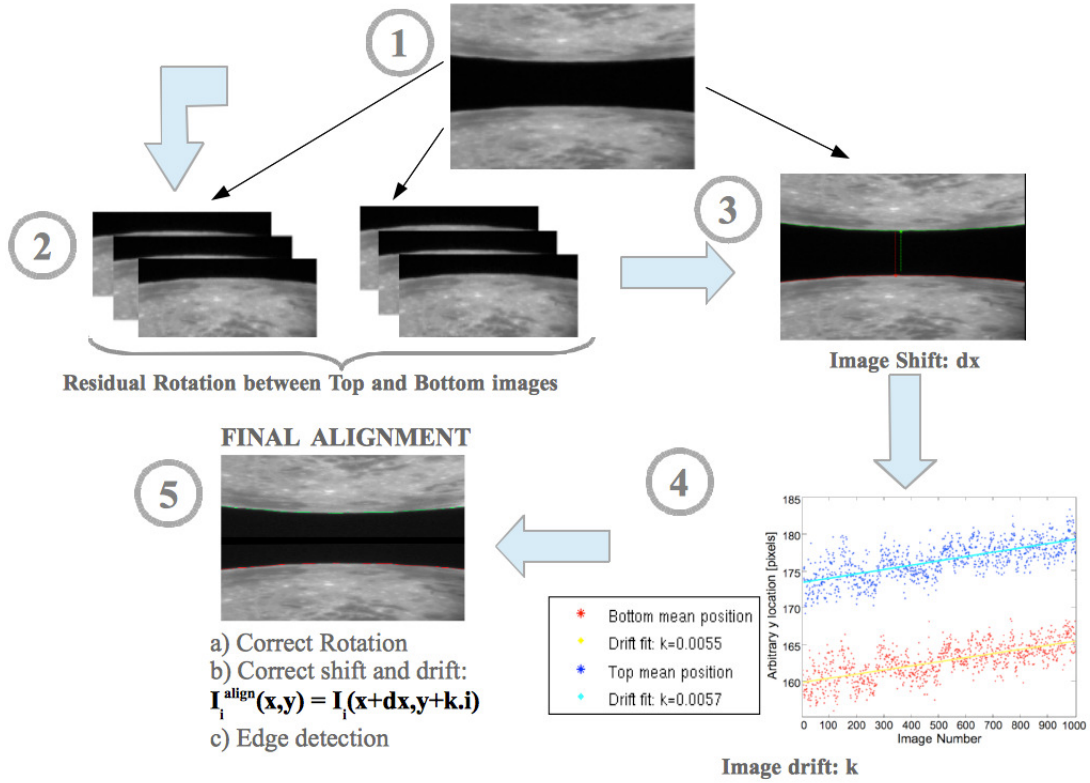 1
2
3
Residual Rotation between Top and Bottom images
Image Shift: dx
FINAL ALIGNMENT
5
4
a) Correct Rotation
b) Correct shift and drift:
I_i^align(x,y) = I_i(x+dx,y+k.i)
c) Edge detection
Bottom mean position
Drift fit: k=0.0055
Top mean position
Drift fit: k=0.0057
Arbitrary y location [pixels]
185
180
175
170
165
160
0 100 200 300 400 500 600 700 800 900 1000
Image Number
Image drift: k